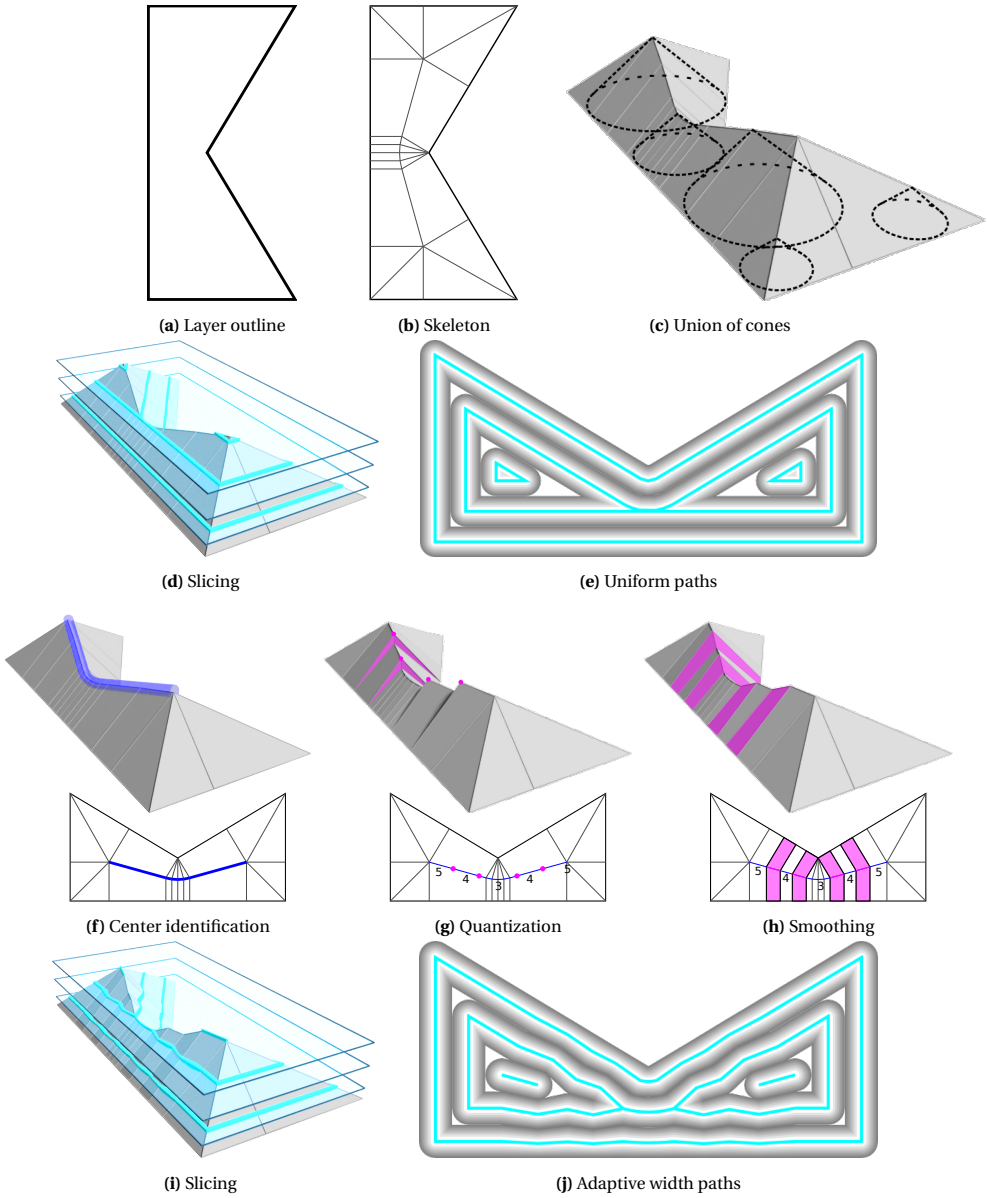 (a) Layer outline
(b) Skeleton
(c) Union of cones
(d) Slicing
(e) Uniform paths
5
4
3
4
5
5
4
3
4
5
(f) Center identification
(g) Quantization
(h) Smoothing
(i) Slicing
(j) Adaptive width paths